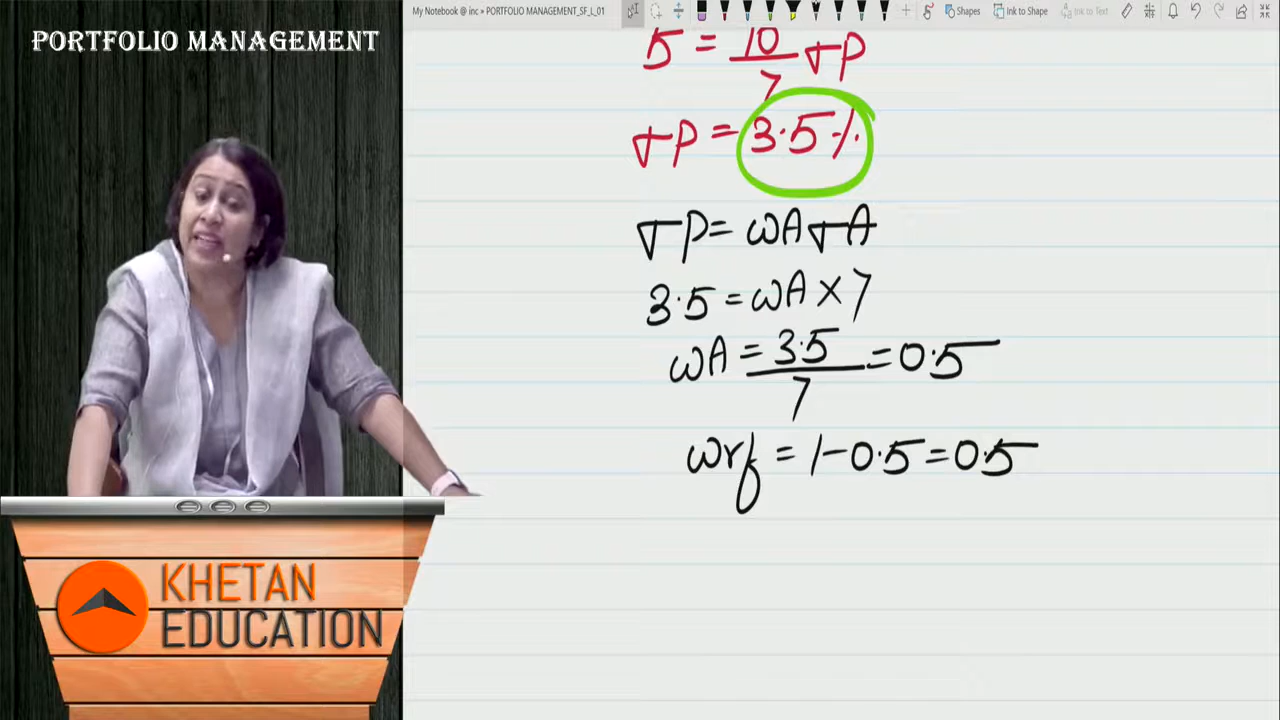 My Notebook @ inc » PORTFOLIO MANAGEMENT_SF_L_01
Shapes
Ink to Shape
Ink to Text
PORTFOLIO MANAGEMENT
5 = 10/7 σP
σP = 3.5%
σP = ωAσA
3.5 = ωA × 7
ωA = 3.5/7 = 0.5
ωrf = 1 - 0.5 = 0.5
KHETAN
EDUCATION